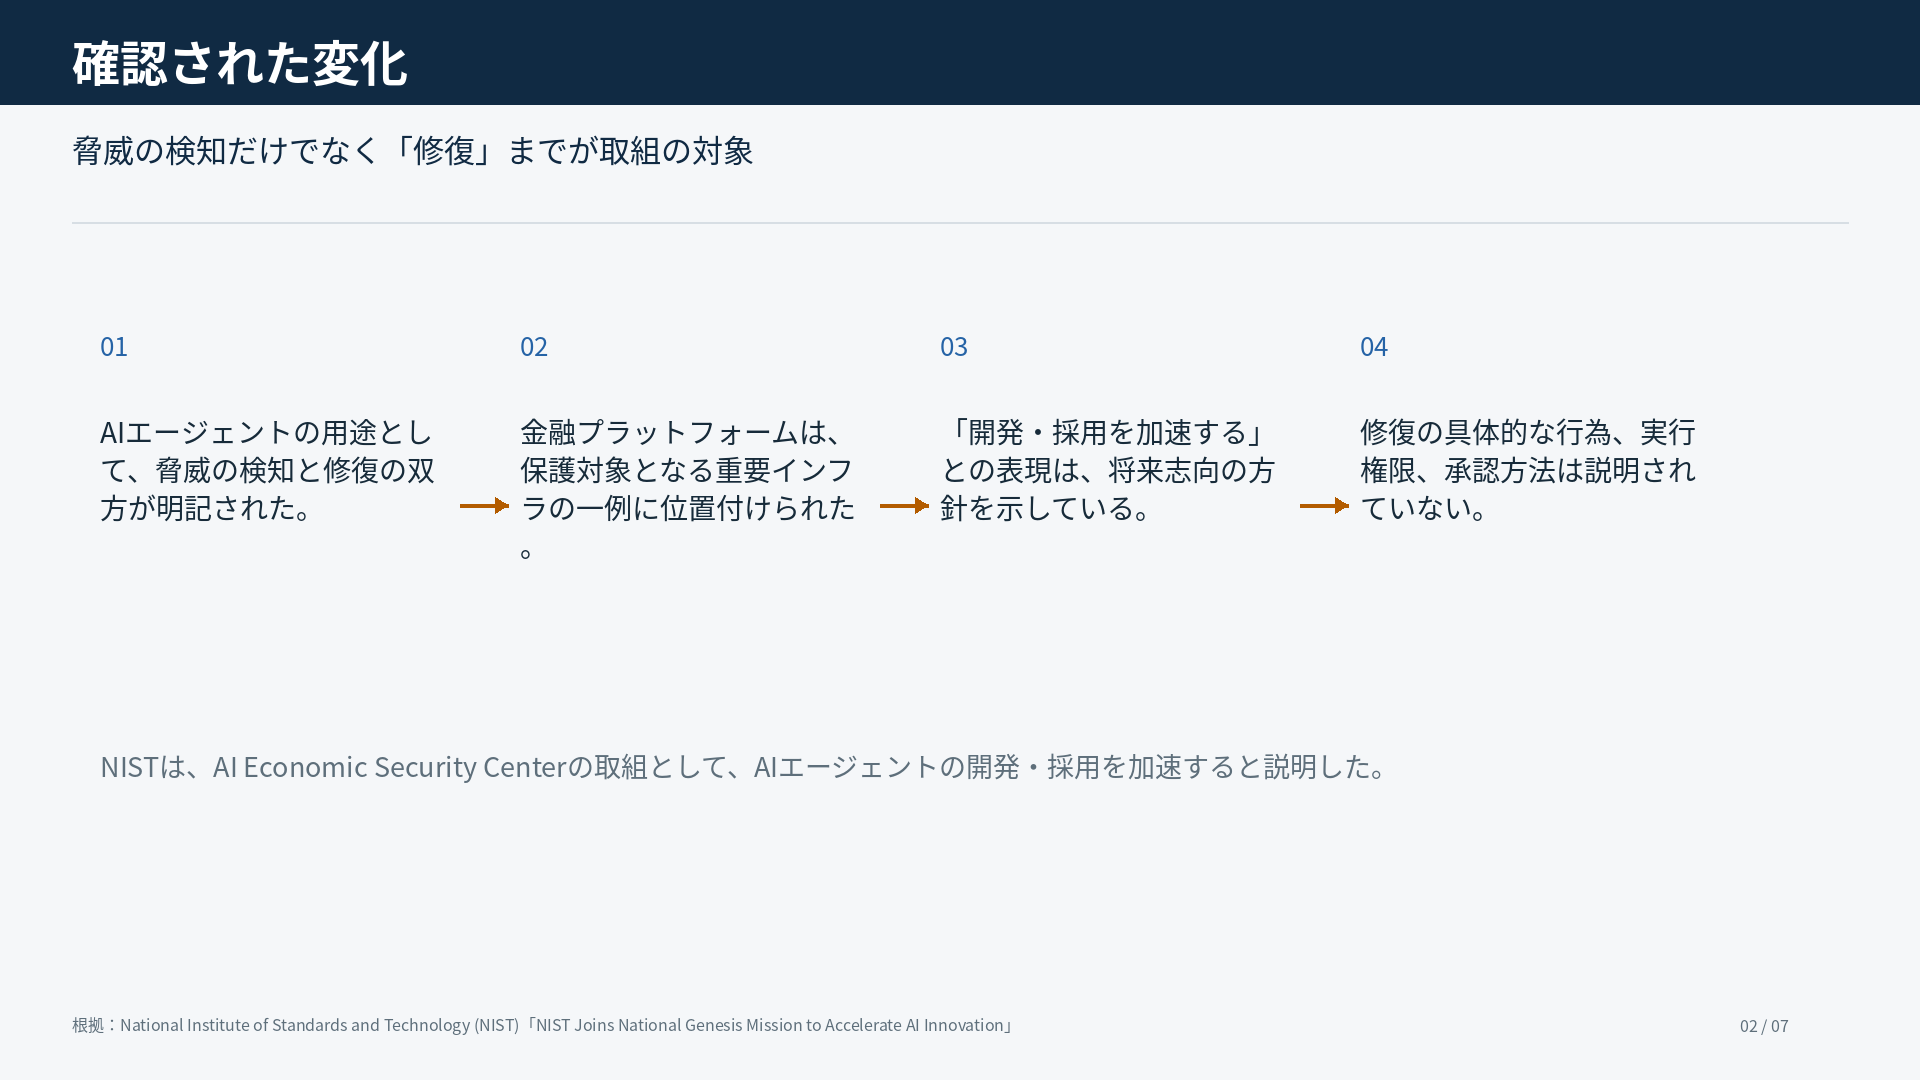 確認された変化
脅威の検知だけでなく「修復」までが取組の対象
01
AIエージェントの用途とし
て、脅威の検知と修復の双
方が明記された。
02
金融プラットフォームは、
保護対象となる重要インフ
ラの一例に位置付けられた
。
03
「開発・採用を加速する」
との表現は、将来志向の方
針を示している。
04
修復の具体的な行為、実行
権限、承認方法は説明され
ていない。
NISTは、AI Economic Security Centerの取組として、AIエージェントの開発・採用を加速すると説明した。
根拠：National Institute of Standards and Technology (NIST)「NIST Joins National Genesis Mission to Accelerate AI Innovation」
02 / 07